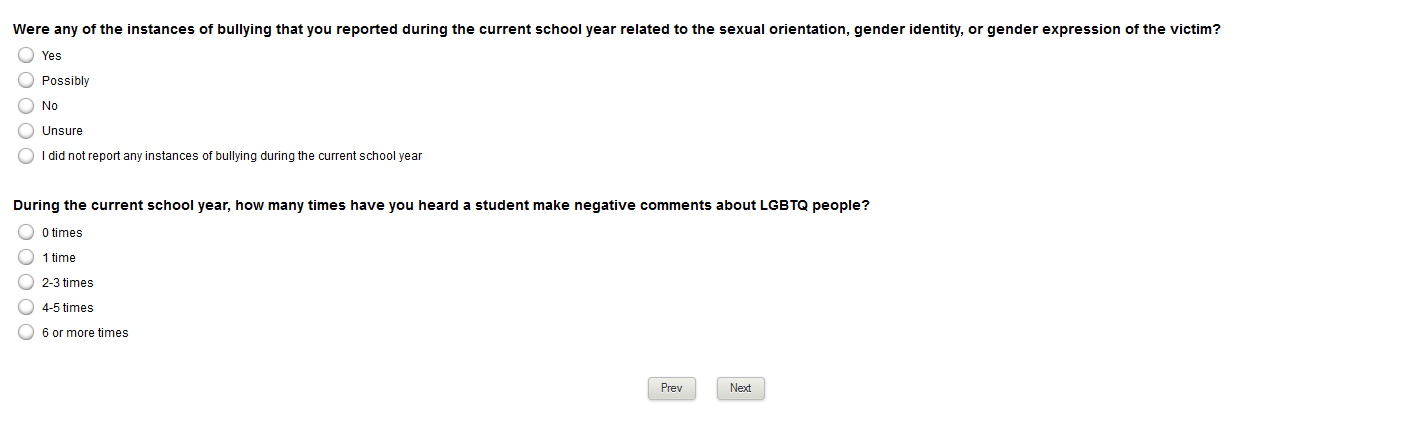 Were any of the instances of bullying that you reported during the current school year related to the sexual orientation, gender identity, or gender expression of the victim?
Yes
Possibly
No
Unsure
I did not report any instances of bullying during the current school year
During the current school year, how many times have you heard a student make negative comments about LGBTQ people?
0 times
1 time
2-3 times
4-5 times
6 or more times
Prev Next